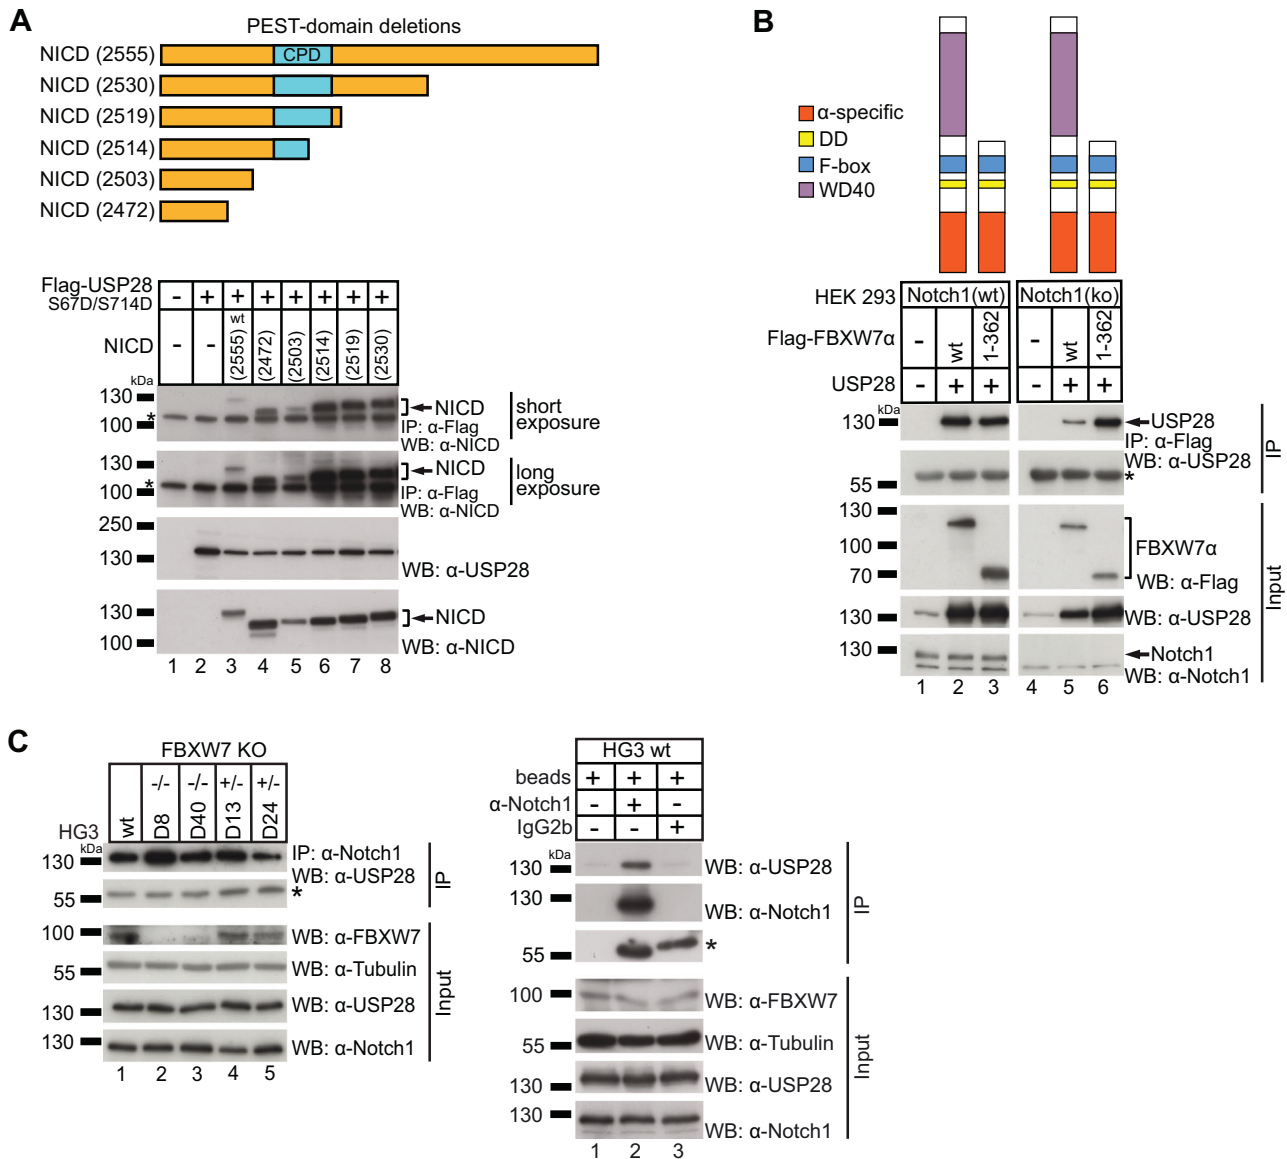 A
PEST-domain deletions
NICD (2555)
CPD
NICD (2530)
NICD (2519)
NICD (2514)
NICD (2503)
NICD (2472)
Flag-USP28
S67D/S714D
- + + + + + + +
NICD
- - (2555) wt (2472) (2503) (2514) (2519) (2530)
kDa
130
100
*
NICD
IP: α-Flag
WB: α-NICD
short
exposure
130
100
*
NICD
IP: α-Flag
WB: α-NICD
long
exposure
250
130
WB: α-USP28
130
100
NICD
WB: α-NICD
1 2 3 4 5 6 7 8
B
α-specific
DD
F-box
WD40
HEK 293 Notch1(wt) Notch1(ko)
Flag-FBXW7α - wt 1-362 - wt 1-362
USP28 - + + - + +
kDa
130
USP28
IP: α-Flag
WB: α-USP28
55
*
IP
130
100
70
FBXW7α
WB: α-Flag
130
WB: α-USP28
130
Notch1
WB: α-Notch1
Input
1 2 3 4 5 6
C
FBXW7 KO
-/- -/- +/- +/-
HG3 wt D8 D40 D13 D24
kDa
130
IP: α-Notch1
WB: α-USP28
55
*
IP
100
WB: α-FBXW7
55
WB: α-Tubulin
130
WB: α-USP28
130
WB: α-Notch1
Input
1 2 3 4 5
HG3 wt
beads + + +
α-Notch1 - + -
IgG2b - - +
kDa
130
WB: α-USP28
130
WB: α-Notch1
55
*
IP
100
WB: α-FBXW7
55
WB: α-Tubulin
130
WB: α-USP28
130
WB: α-Notch1
Input
1 2 3